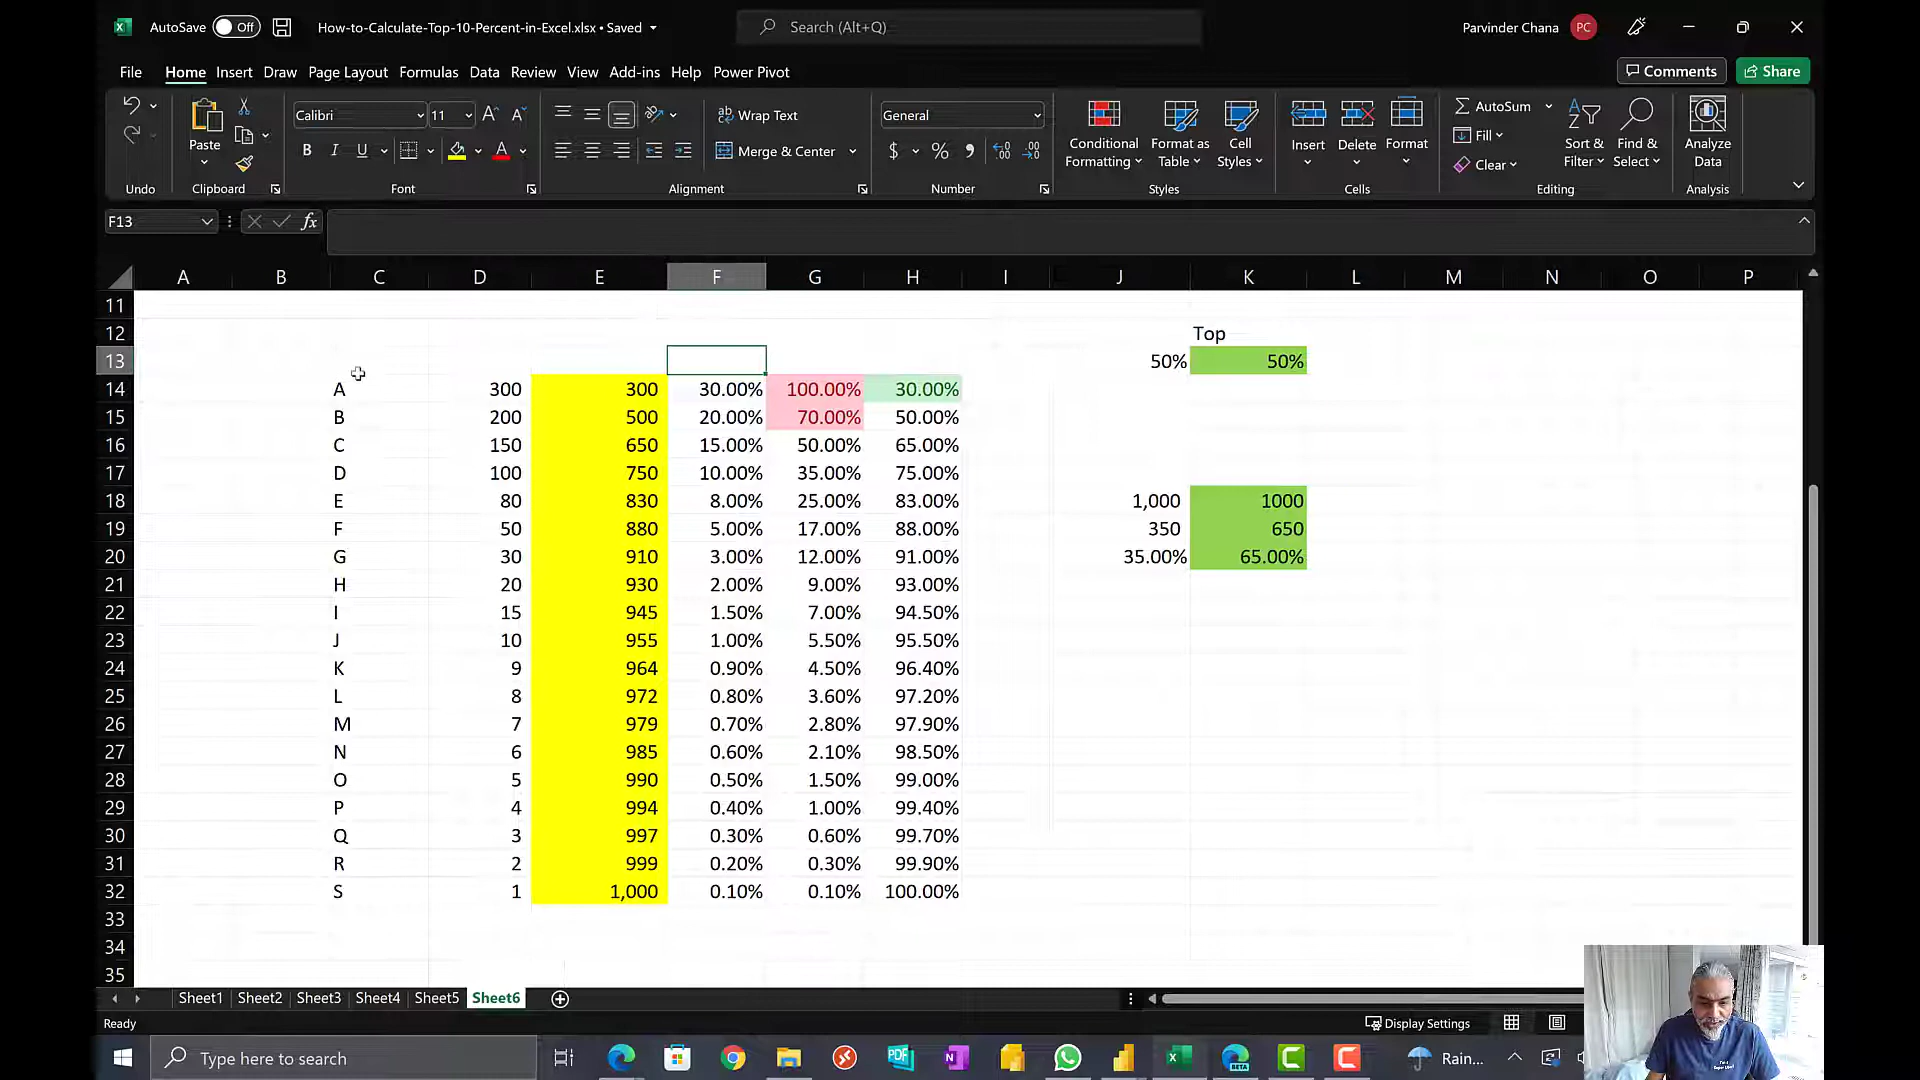 AutoSave Off How-to-Calculate-Top-10-Percent-in-Excel.xlsx • Saved Search (Alt+Q) Parvinder Chana PC
File Home Insert Draw Page Layout Formulas Data Review View Add-ins Help Power Pivot Comments Share
Calibri 11 Wrap Text General AutoSum
Paste Conditional Formatting Format as Table Cell Styles Insert Delete Format Fill Sort & Filter Find & Select Analyze Data
B I U A Merge & Center $ % Clear
Undo Clipboard Font Alignment Number Styles Cells Editing Analysis
F13 fx
A B C D E F G H I J K L M N O P
11
12 Top
13 50% 50%
14 A 300 300 30.00% 100.00% 30.00%
15 B 200 500 20.00% 70.00% 50.00%
16 C 150 650 15.00% 50.00% 65.00%
17 D 100 750 10.00% 35.00% 75.00%
18 E 80 830 8.00% 25.00% 83.00% 1,000 1000
19 F 50 880 5.00% 17.00% 88.00% 350 650
20 G 30 910 3.00% 12.00% 91.00% 35.00% 65.00%
21 H 20 930 2.00% 9.00% 93.00%
22 I 15 945 1.50% 7.00% 94.50%
23 J 10 955 1.00% 5.50% 95.50%
24 K 9 964 0.90% 4.50% 96.40%
25 L 8 972 0.80% 3.60% 97.20%
26 M 7 979 0.70% 2.80% 97.90%
27 N 6 985 0.60% 2.10% 98.50%
28 O 5 990 0.50% 1.50% 99.00%
29 P 4 994 0.40% 1.00% 99.40%
30 Q 3 997 0.30% 0.60% 99.70%
31 R 2 999 0.20% 0.30% 99.90%
32 S 1 1,000 0.10% 0.10% 100.00%
33
34
35
Sheet1 Sheet2 Sheet3 Sheet4 Sheet5 Sheet6
Ready Display Settings
Type here to search PDF N BETA Rain...